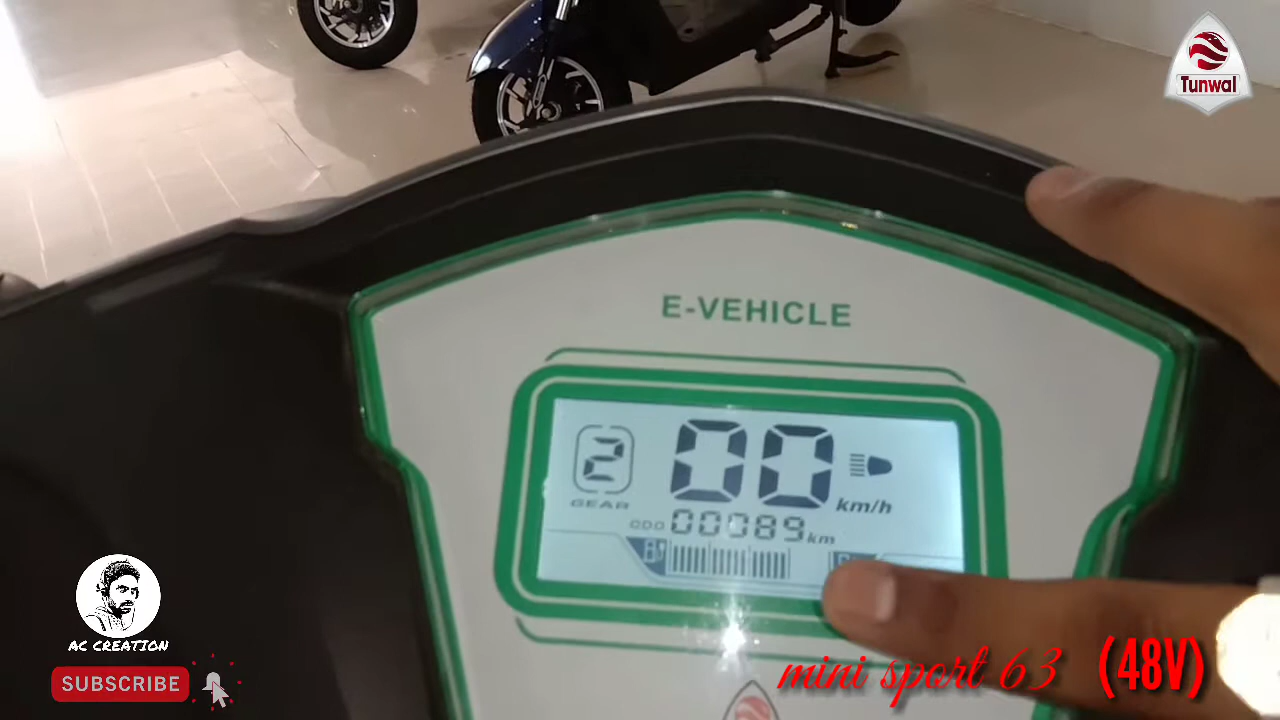 Tunwal
E-VEHICLE
2
00
GEAR
km/h
ODO 00089 km
AC CREATION
SUBSCRIBE
mini sport 63 (48V)